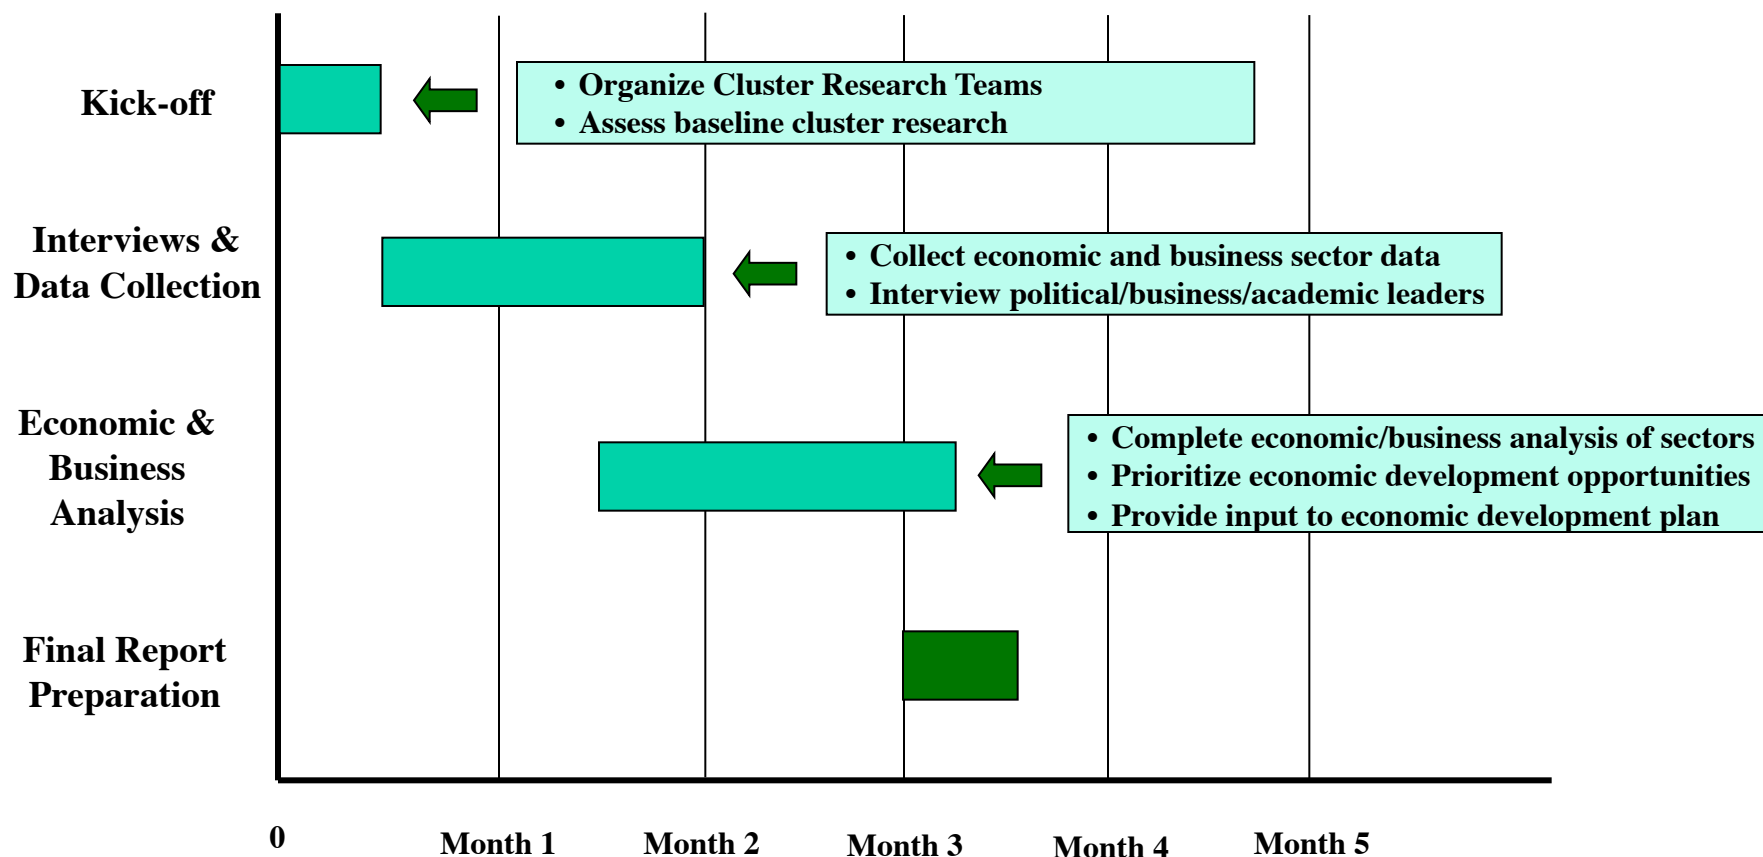 Kick-off
• Organize Cluster Research Teams
• Assess baseline cluster research
Interviews &
Data Collection
• Collect economic and business sector data
• Interview political/business/academic leaders
Economic &
Business
Analysis
• Complete economic/business analysis of sectors
• Prioritize economic development opportunities
• Provide input to economic development plan
Final Report
Preparation
0 Month 1 Month 2 Month 3 Month 4 Month 5